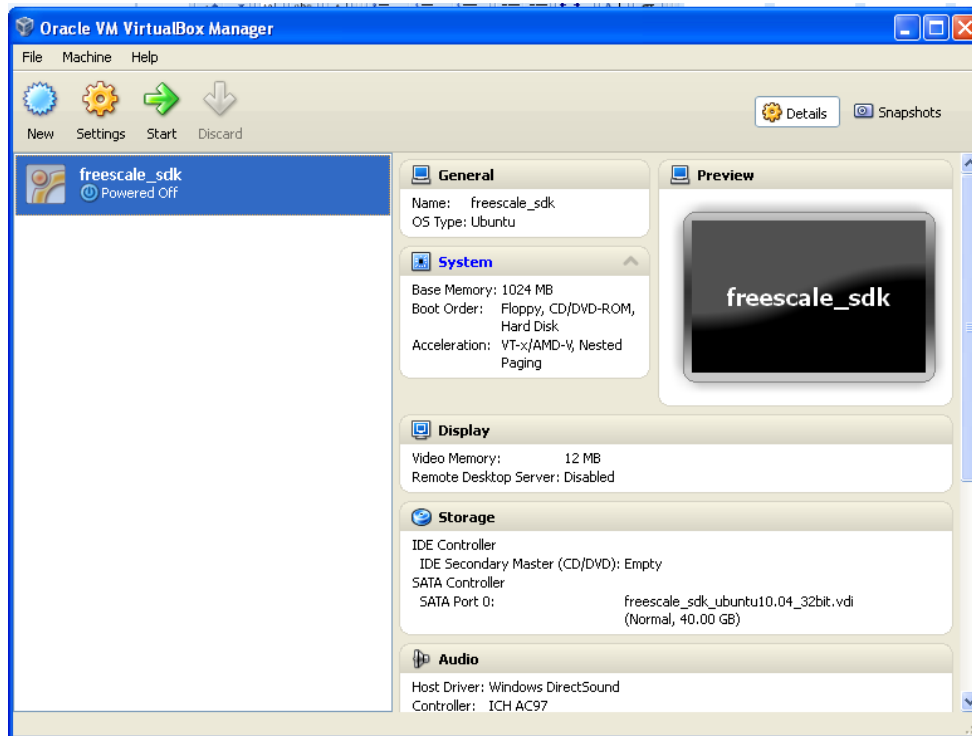 Oracle VM VirtualBox Manager
File Machine Help
New Settings Start Discard
Details Snapshots
freescale_sdk
Powered Off
General
Name: freescale_sdk
OS Type: Ubuntu
System
Base Memory: 1024 MB
Boot Order: Floppy, CD/DVD-ROM,
Hard Disk
Acceleration: VT-x/AMD-V, Nested
Paging
Preview
freescale_sdk
Display
Video Memory: 12 MB
Remote Desktop Server: Disabled
Storage
IDE Controller
IDE Secondary Master (CD/DVD): Empty
SATA Controller
SATA Port 0: freescale_sdk_ubuntu10.04_32bit.vdi
(Normal, 40.00 GB)
Audio
Host Driver: Windows DirectSound
Controller: ICH AC97